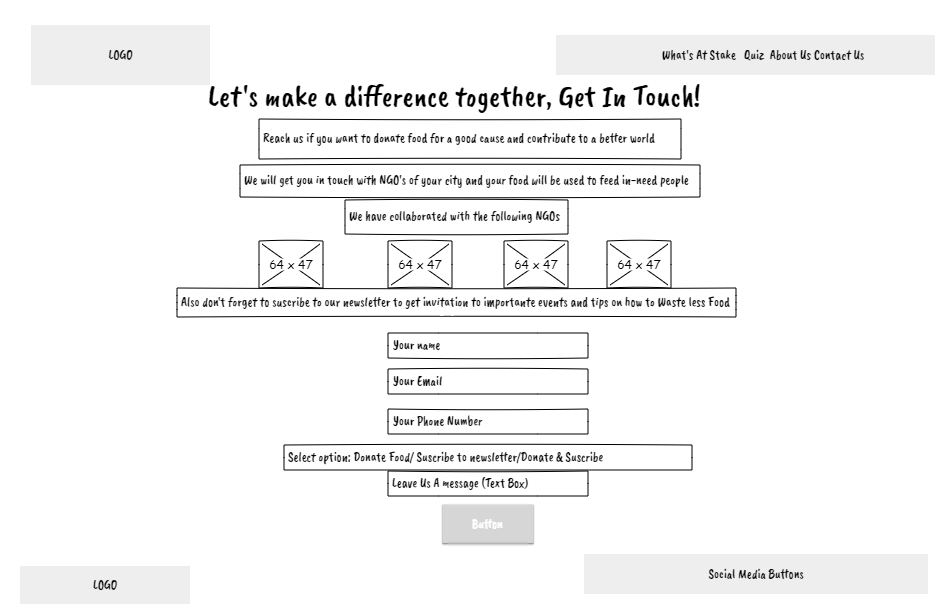 LOGO
What's At Stake Quiz About Us Contact Us
Let's make a difference together, Get In Touch!
Reach us if you want to donate food for a good cause and contribute to a better world
We will get you in touch with NGO's of your city and your food will be used to feed in-need people
We have collaborated with the following NGOs
64 x 47 64 x 47 64 x 47 64 x 47
Also don't forget to suscribe to our newsletter to get invitation to importante events and tips on how to Waste less Food
Your name
Your Email
Your Phone Number
Select option: Donate Food/ Suscribe to newsletter/Donate & Suscribe
Leave Us A message (Text Box)
Button
Social Media Buttons
LOGO